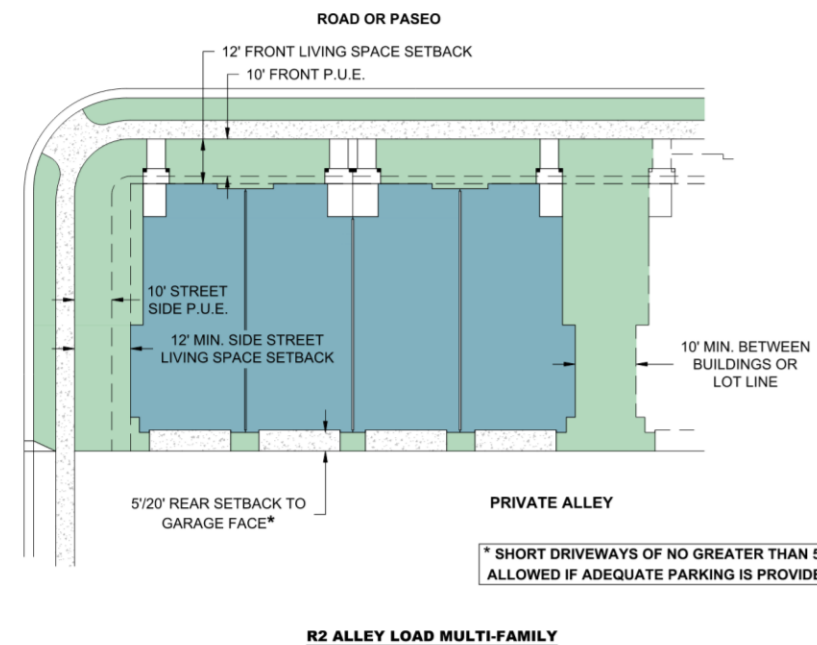 ROAD OR PASEO
12' FRONT LIVING SPACE SETBACK
10' FRONT P.U.E.
10' STREET
SIDE P.U.E.
12' MIN. SIDE STREET
LIVING SPACE SETBACK
10' MIN. BETWEEN
BUILDINGS OR
LOT LINE
5'/20' REAR SETBACK TO
GARAGE FACE*
PRIVATE ALLEY
* SHORT DRIVEWAYS OF NO GREATER THAN 5
ALLOWED IF ADEQUATE PARKING IS PROVIDE
R2 ALLEY LOAD MULTI-FAMILY